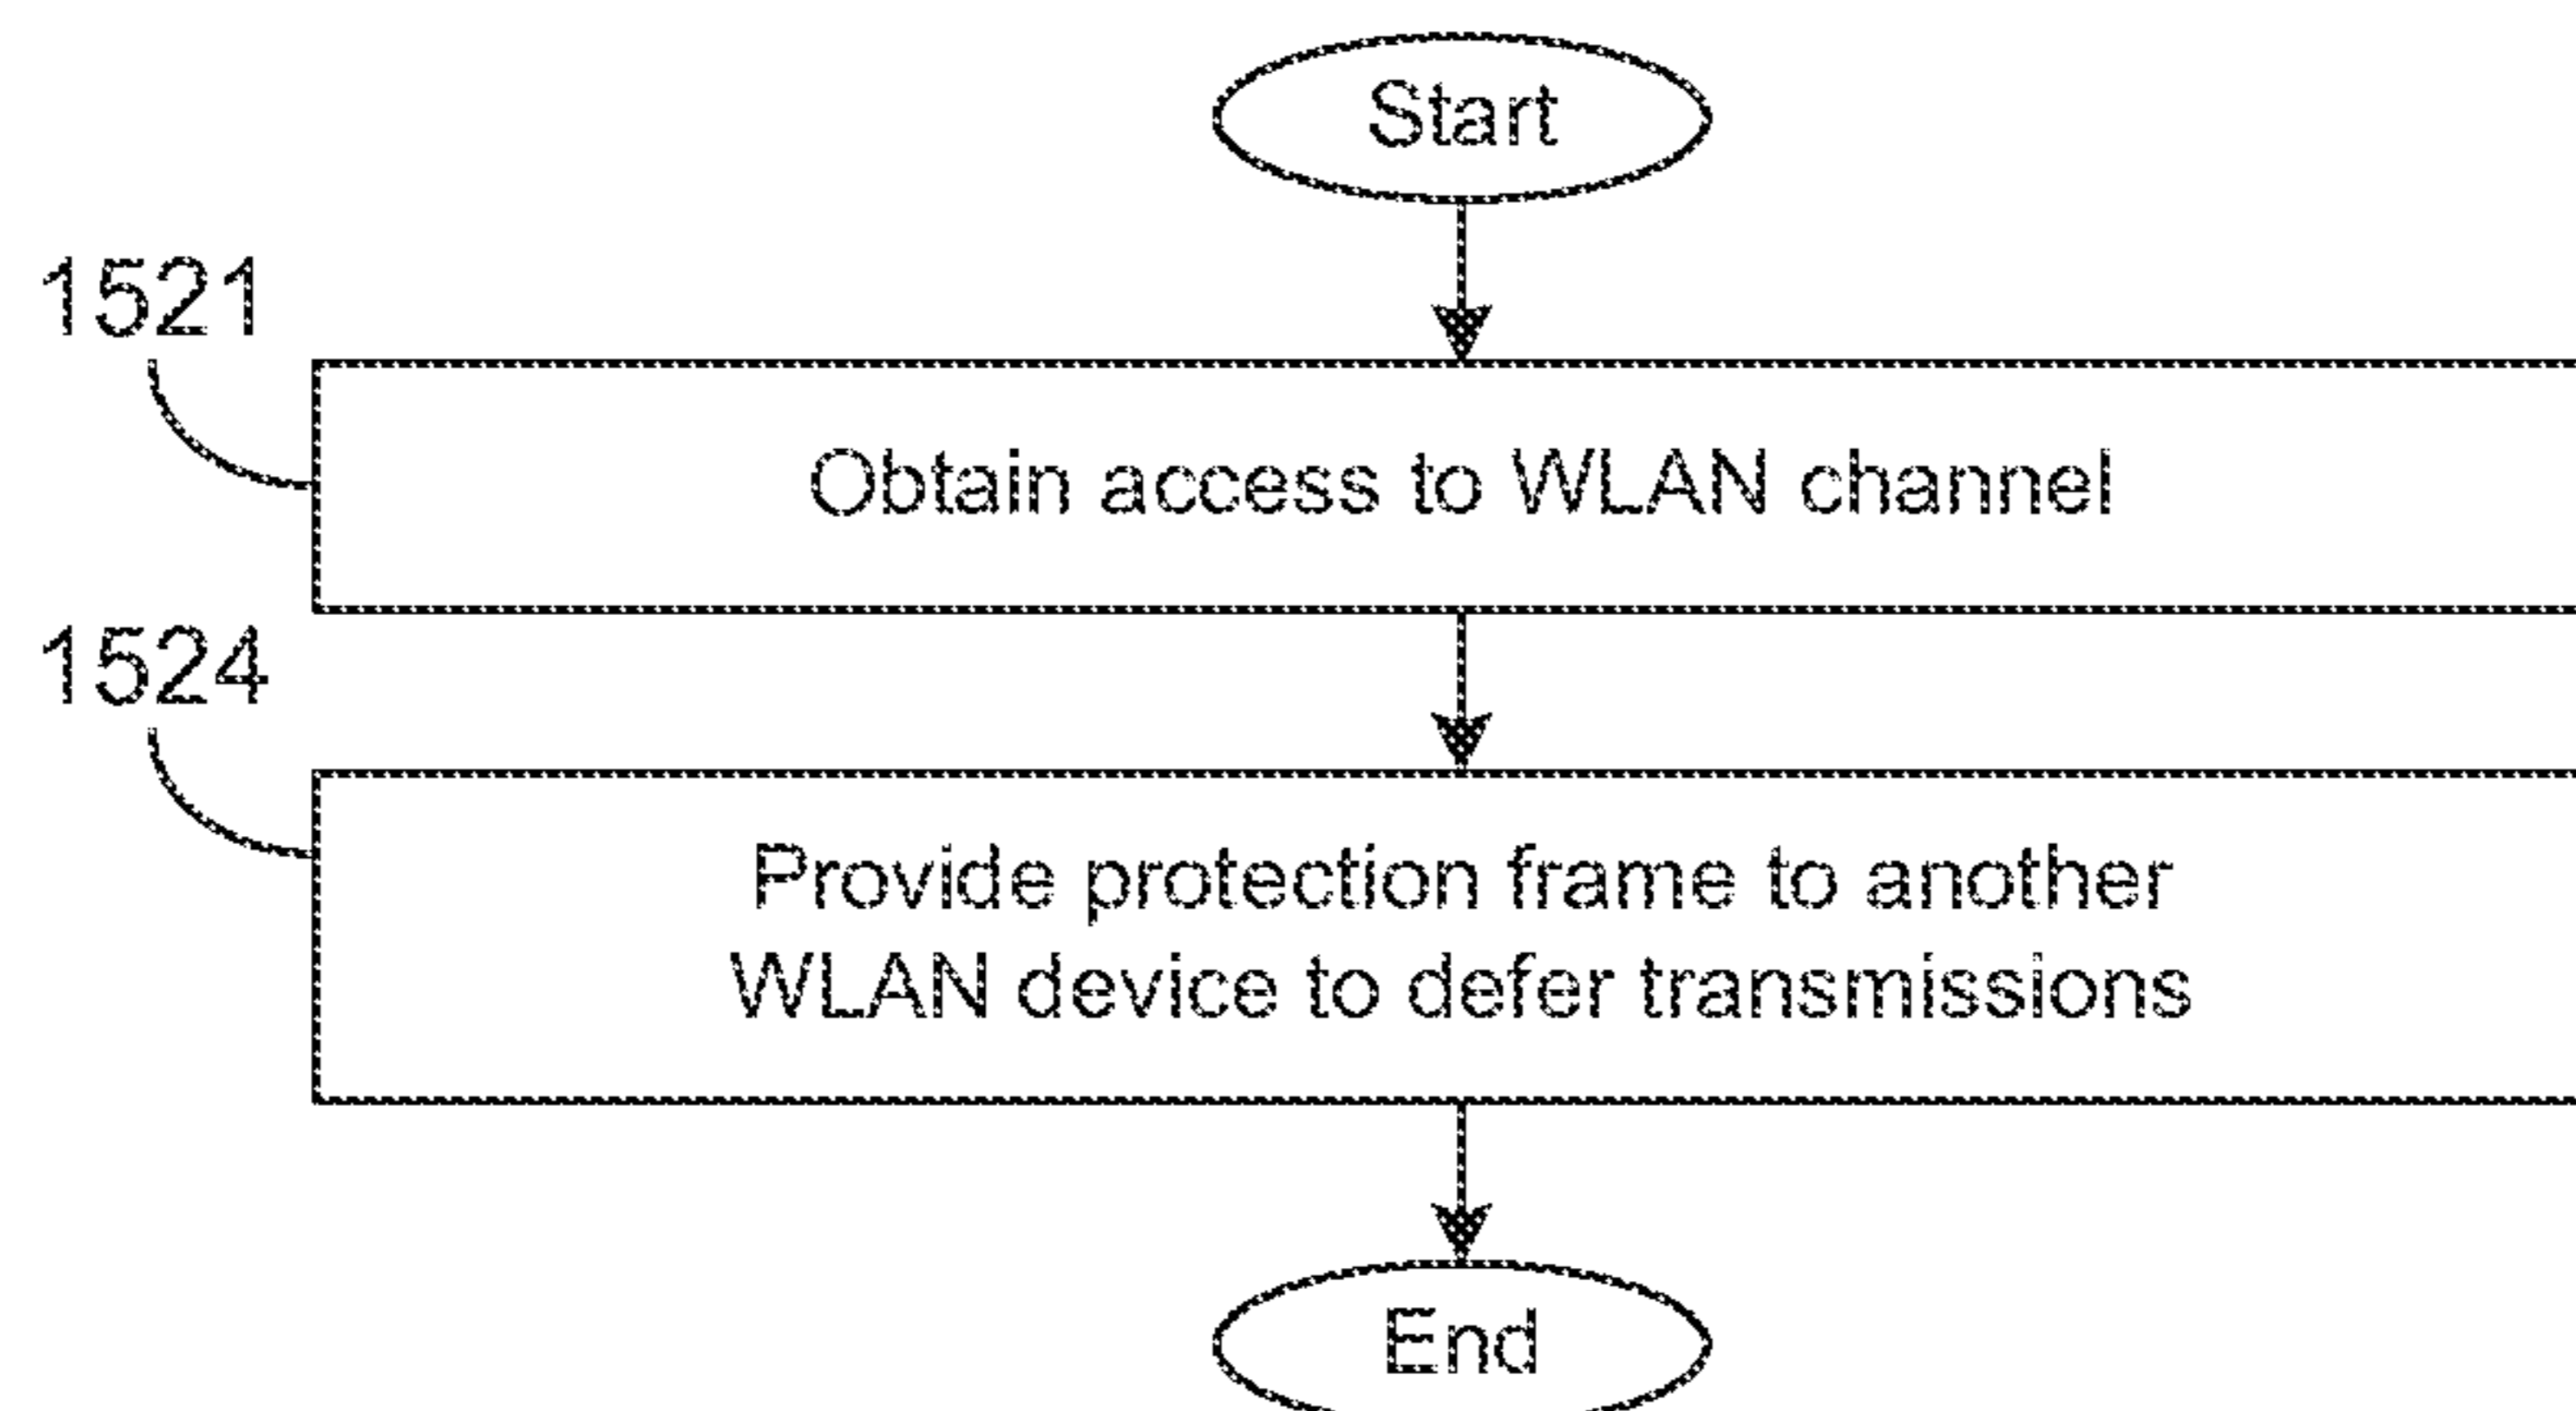 Start
1521
Obtain access to WLAN channel
1524
Provide protection frame to another
WLAN device to defer transmissions
End